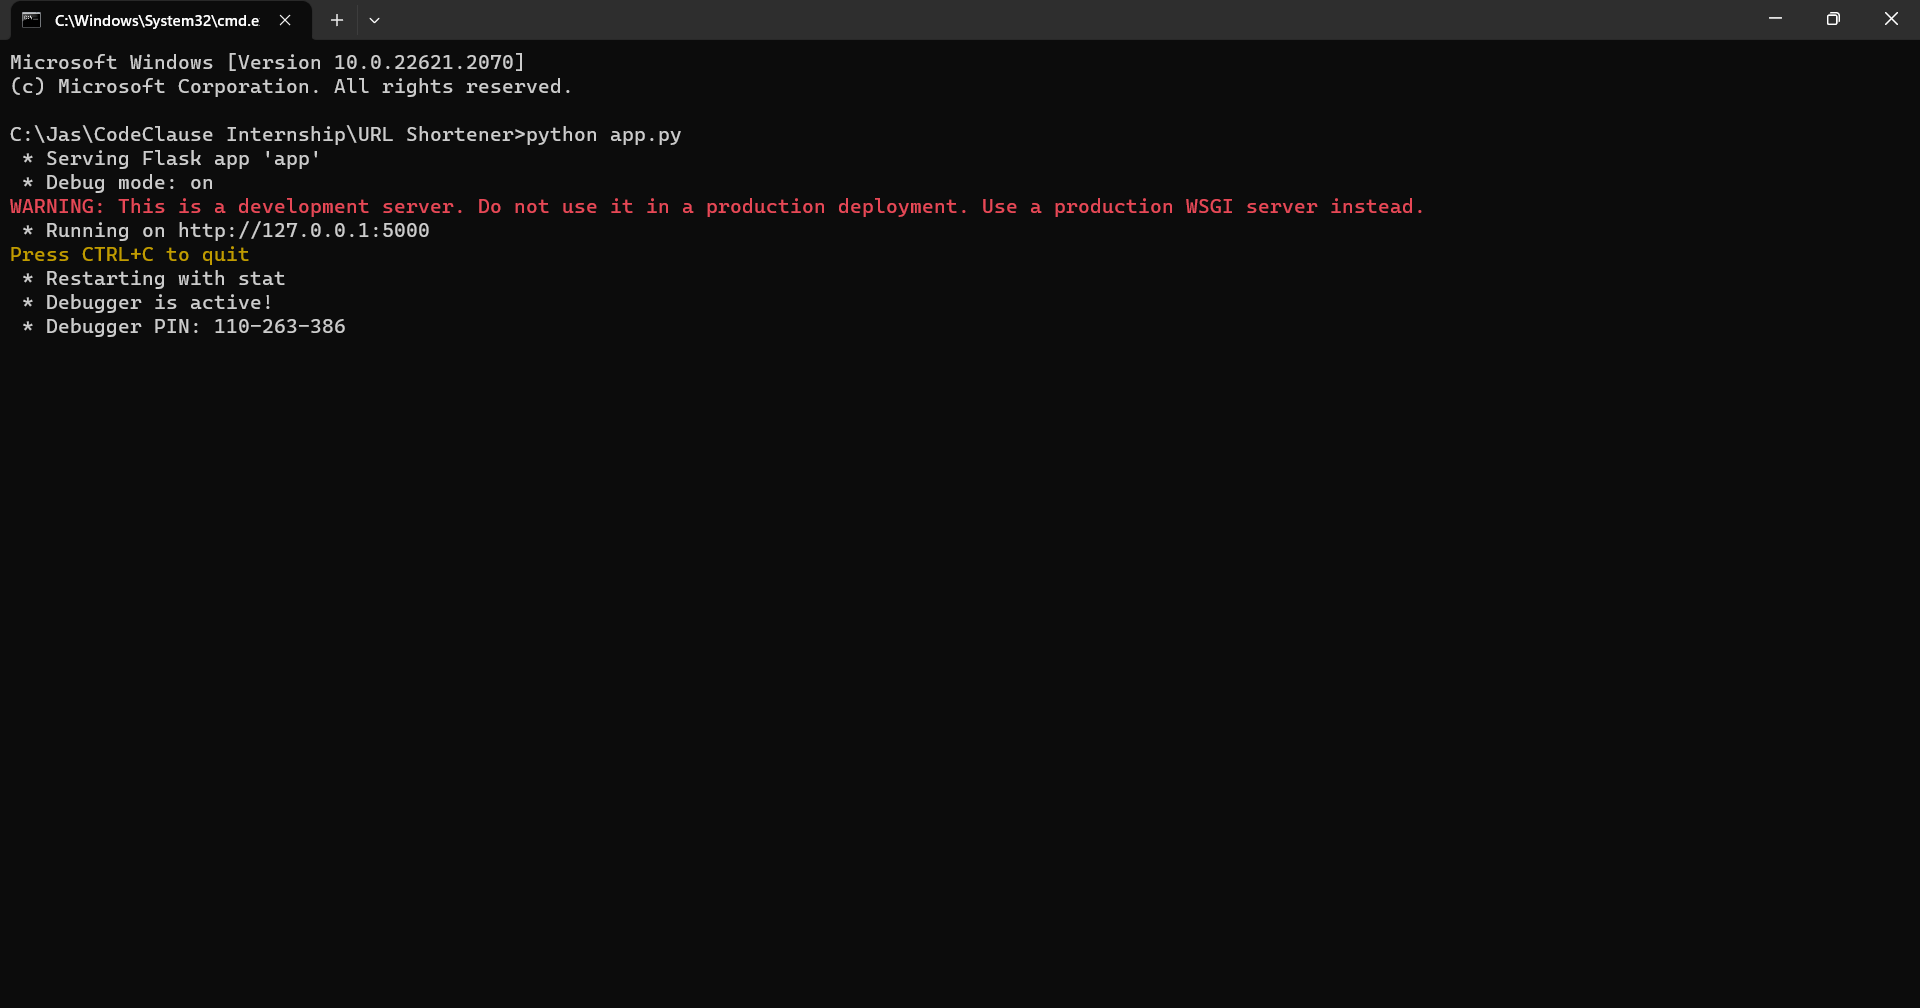 C:\Windows\System32\cmd.e
Microsoft Windows [Version 10.0.22621.2070]
(c) Microsoft Corporation. All rights reserved.
C:\Jas\CodeClause Internship\URL Shortener>python app.py
 * Serving Flask app 'app'
 * Debug mode: on
WARNING: This is a development server. Do not use it in a production deployment. Use a production WSGI server instead.
 * Running on http://127.0.0.1:5000
Press CTRL+C to quit
 * Restarting with stat
 * Debugger is active!
 * Debugger PIN: 110-263-386